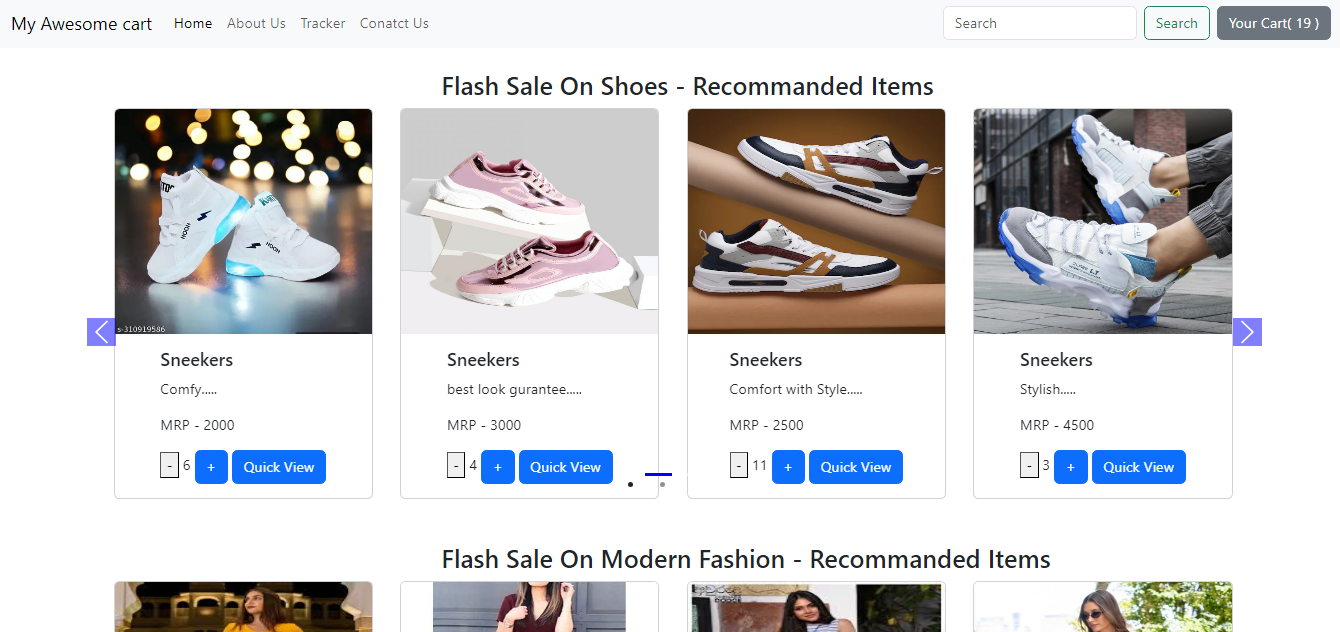 My Awesome cart Home About Us Tracker Conatct Us Search Search Your Cart( 19 )
Flash Sale On Shoes - Recommanded Items
HOOH
HOOH
s-310919586
Sneekers Sneekers Sneekers Sneekers
Comfy..... best look gurantee..... Comfort with Style..... Stylish.....
MRP - 2000 MRP - 3000 MRP - 2500 MRP - 4500
- 6 + Quick View - 4 + Quick View - 11 + Quick View - 3 + Quick View
Flash Sale On Modern Fashion - Recommanded Items